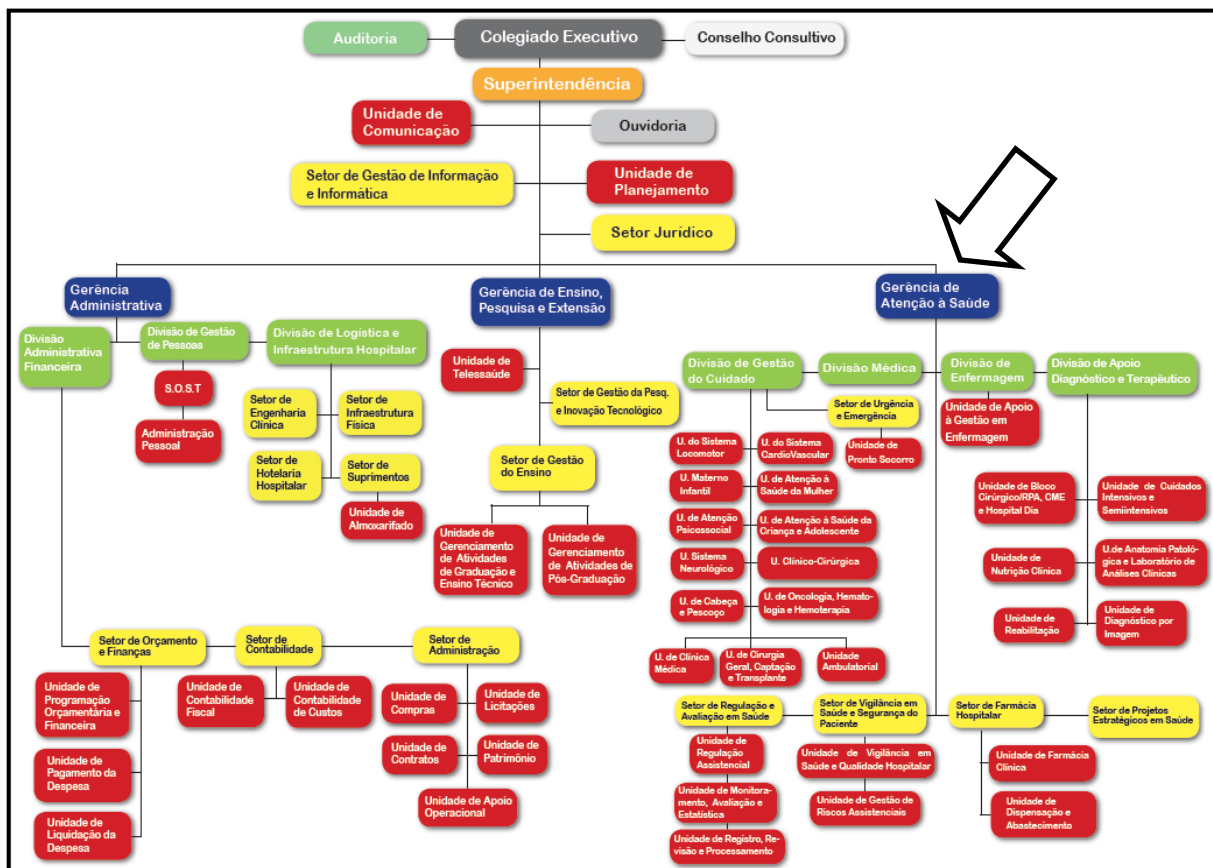 Auditoria
Colegiado Executivo
Conselho Consultivo
Superintendência
Unidade de
Comunicação
Ouvidoria
Setor de Gestão de Informação
e Informática
Unidade de
Planejamento
Setor Jurídico
Gerência
Administrativa
Gerência de Ensino,
Pesquisa e Extensão
Gerência de
Atenção à Saúde
Divisão
Administrativa
Financeira
Divisão de Gestão
de Pessoas
Divisão de Logística e
Infraestrutura Hospitalar
S.O.S.T
Administração
Pessoal
Setor de
Engenharia
Clínica
Setor de
Infraestrutura
Física
Setor de
Hotelaria
Hospitalar
Setor de
Suprimentos
Unidade de
Almoxarifado
Unidade de
Telessaúde
Setor de Gestão da Pesq.
e Inovação Tecnológico
Setor de Gestão
do Ensino
Unidade de
Gerenciamento
de Atividades
de Graduação e
Ensino Técnico
Unidade de
Gerenciamento
de Atividades de
Pós-Graduação
Divisão de Gestão
do Cuidado
Divisão Médica
Divisão de
Enfermagem
Divisão de Apoio
Diagnóstico e Terapêutico
Setor de Urgência
e Emergência
Unidade de
Pronto Socorro
Unidade de Apoio
à Gestão em
Enfermagem
U. do Sistema
Locomotor
U. do Sistema
CardioVascular
U. Materno
Infantil
U. de Atenção à
Saúde da Mulher
U. de Atenção
Psicossocial
U. de Atenção à Saúde da
Criança e Adolescente
U. Sistema
Neurológico
U. Clínico-Cirúrgica
U. de Cabeça
e Pescoço
U. de Oncologia, Hemato-
logia e Hemoterapia
U. de Clínica
Médica
U. de Cirurgia
Geral, Captação
e Transplante
Unidade
Ambulatorial
Unidade de Bloco
Cirúrgico/RPA, CME
e Hospital Dia
Unidade de Cuidados
Intensivos e
Semiintensivos
Unidade de
Nutrição Clínica
U.de Anatomia Patoló-
gica e Laboratório de
Análises Clínicas
Unidade de
Reabilitação
Unidade de
Diagnóstico por
Imagem
Setor de Orçamento
e Finanças
Setor de
Contabilidade
Setor de
Administração
Unidade de
Programação
Orçamentária e
Financeira
Unidade de
Pagamento da
Despesa
Unidade de
Liquidação da
Despesa
Unidade de
Contabilidade
Fiscal
Unidade de
Contabilidade
de Custos
Unidade de
Compras
Unidade de
Licitações
Unidade de
Contratos
Unidade de
Patrimônio
Unidade de Apoio
Operacional
Setor de Regulação e
Avaliação em Saúde
Setor de Vigilância em
Saúde e Segurança do
Paciente
Setor de Farmácia
Hospitalar
Setor de Projetos
Estratégicos em Saúde
Unidade de
Regulação
Assistencial
Unidade de Monitora-
mento, Avaliação e
Estatística
Unidade de Registro, Re-
visão e Processamento
Unidade de Vigilância em
Saúde e Qualidade Hospitalar
Unidade de Gestão de
Riscos Assistenciais
Unidade de Farmácia
Clínica
Unidade de
Dispensação e
Abastecimento